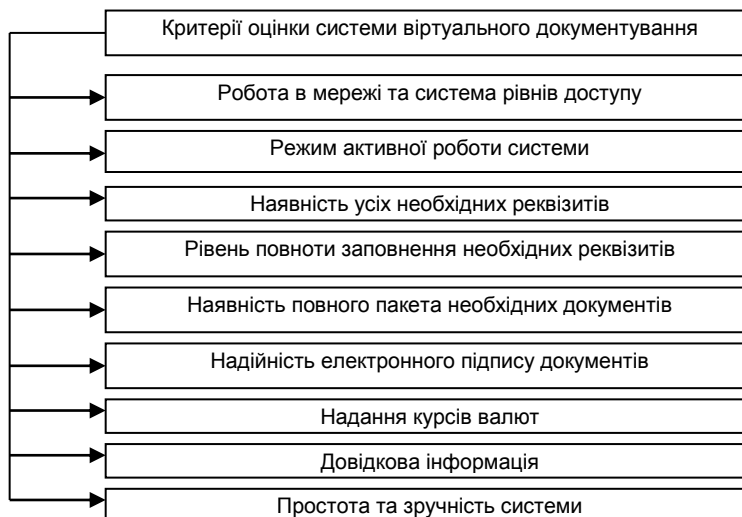 Критерії оцінки системи віртуального документування
Робота в мережі та система рівнів доступу
Режим активної роботи системи
Наявність усіх необхідних реквізитів
Рівень повноти заповнення необхідних реквізитів
Наявність повного пакета необхідних документів
Надійність електронного підпису документів
Надання курсів валют
Довідкова інформація
Простота та зручність системи